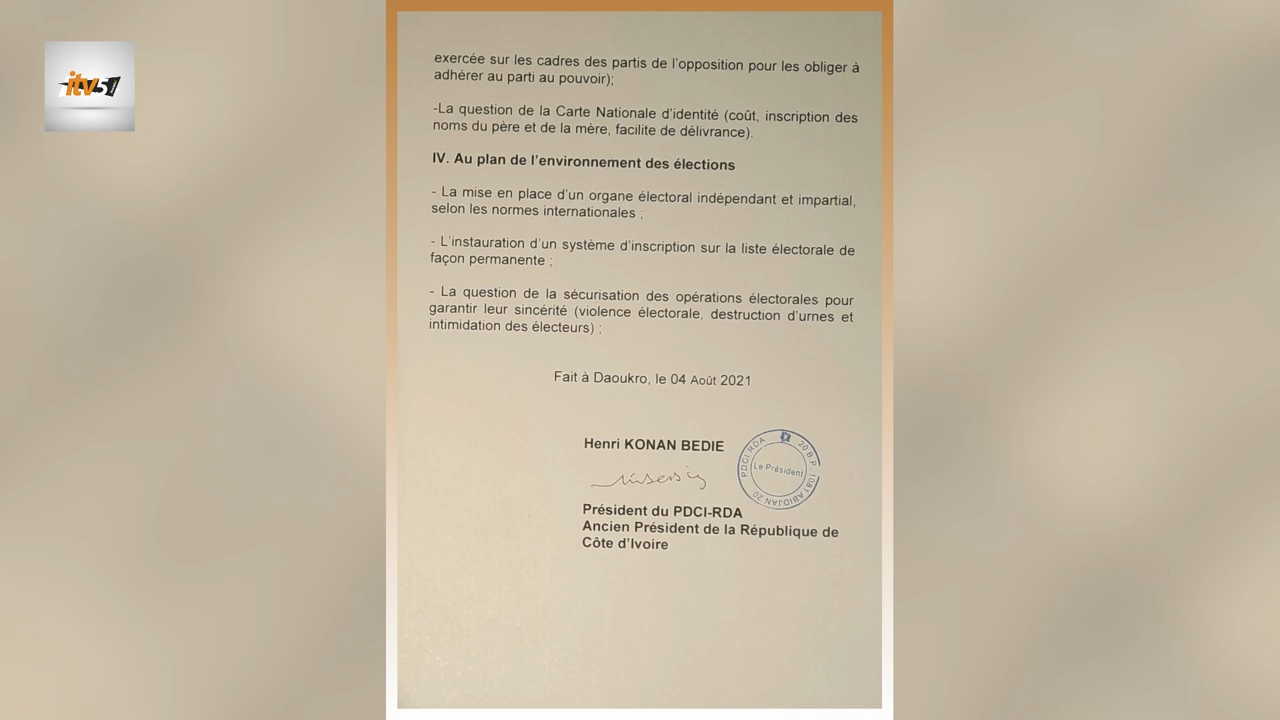 itv5
exercée sur les cadres des partis de l'opposition pour les obliger à
adhérer au parti au pouvoir);
-La question de la Carte Nationale d'identité (coût, inscription des
noms du père et de la mère, facilite de délivrance).
IV. Au plan de l'environnement des élections
- La mise en place d'un organe électoral indépendant et impartial,
selon les normes internationales ;
- L'instauration d'un système d'inscription sur la liste électorale de
façon permanente ;
- La question de la sécurisation des opérations électorales pour
garantir leur sincérité (violence électorale, destruction d'urnes et
intimidation des électeurs) ;
Fait à Daoukro, le 04 Août 2021
Henri KONAN BEDIE
PDCI-RDA 20 B.P. 1081 ABIDJAN 20
Le Président
Président du PDCI-RDA
Ancien Président de la République de
Côte d'Ivoire